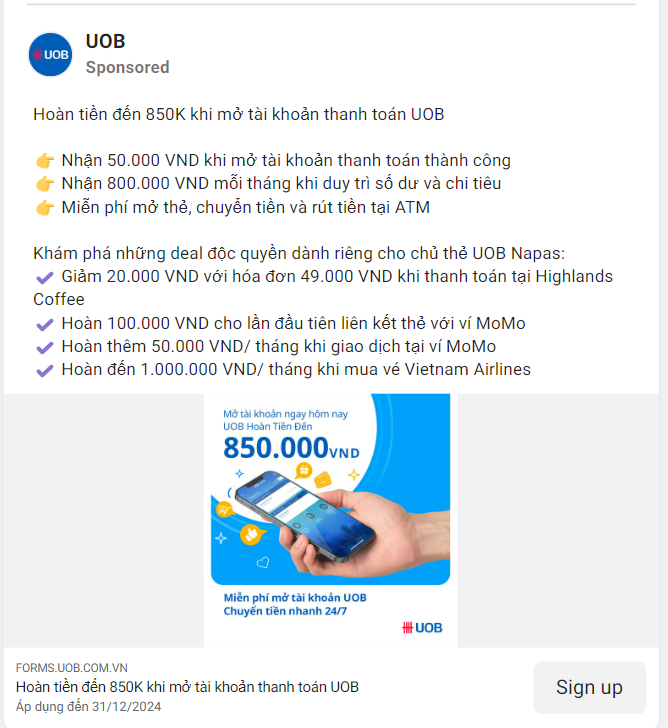 UOB
UOB
Sponsored
Hoàn tiền đến 850K khi mở tài khoản thanh toán UOB
👉 Nhận 50.000 VND khi mở tài khoản thanh toán thành công
👉 Nhận 800.000 VND mỗi tháng khi duy trì số dư và chi tiêu
👉 Miễn phí mở thẻ, chuyển tiền và rút tiền tại ATM
Khám phá những deal độc quyền dành riêng cho chủ thẻ UOB Napas:
✔ Giảm 20.000 VND với hóa đơn 49.000 VND khi thanh toán tại Highlands
Coffee
✔ Hoàn 100.000 VND cho lần đầu tiên liên kết thẻ với ví MoMo
✔ Hoàn thêm 50.000 VND/ tháng khi giao dịch tại ví MoMo
✔ Hoàn đến 1.000.000 VND/ tháng khi mua vé Vietnam Airlines
Mở tài khoản ngay hôm nay
UOB Hoàn Tiền Đến
850.000VND
Miễn phí mở tài khoản UOB
Chuyển tiền nhanh 24/7
UOB
FORMS.UOB.COM.VN
Hoàn tiền đến 850K khi mở tài khoản thanh toán UOB
Áp dụng đến 31/12/2024
Sign up